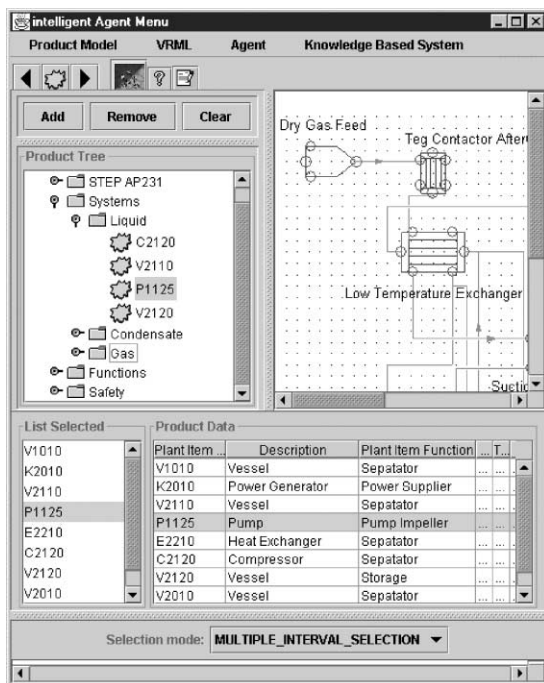 intelligent Agent Menu
Product Model VRML Agent Knowledge Based System
Add Remove Clear
Product Tree
STEP AP231
Systems
Liquid
C2120
V2110
P1125
V2120
Condensate
Gas
Functions
Safety
Dry Gas Feed
Teg Contactor After
Low Temperature Exchanger
Suctic
List Selected
V1010
K2010
V2110
P1125
E2210
C2120
V2120
V2010
Product Data
Plant Item ... Description Plant Item Function ... T...
V1010 Vessel Sepatator ... ...
K2010 Power Generator Power Supplier ... ...
V2110 Vessel Sepatator ... ...
P1125 Pump Pump Impeller ... ...
E2210 Heat Exchanger Sepatator ... ...
C2120 Compressor Sepatator ... ...
V2120 Vessel Storage ... ...
V2010 Vessel Sepatator ... ...
Selection mode: MULTIPLE_INTERVAL_SELECTION